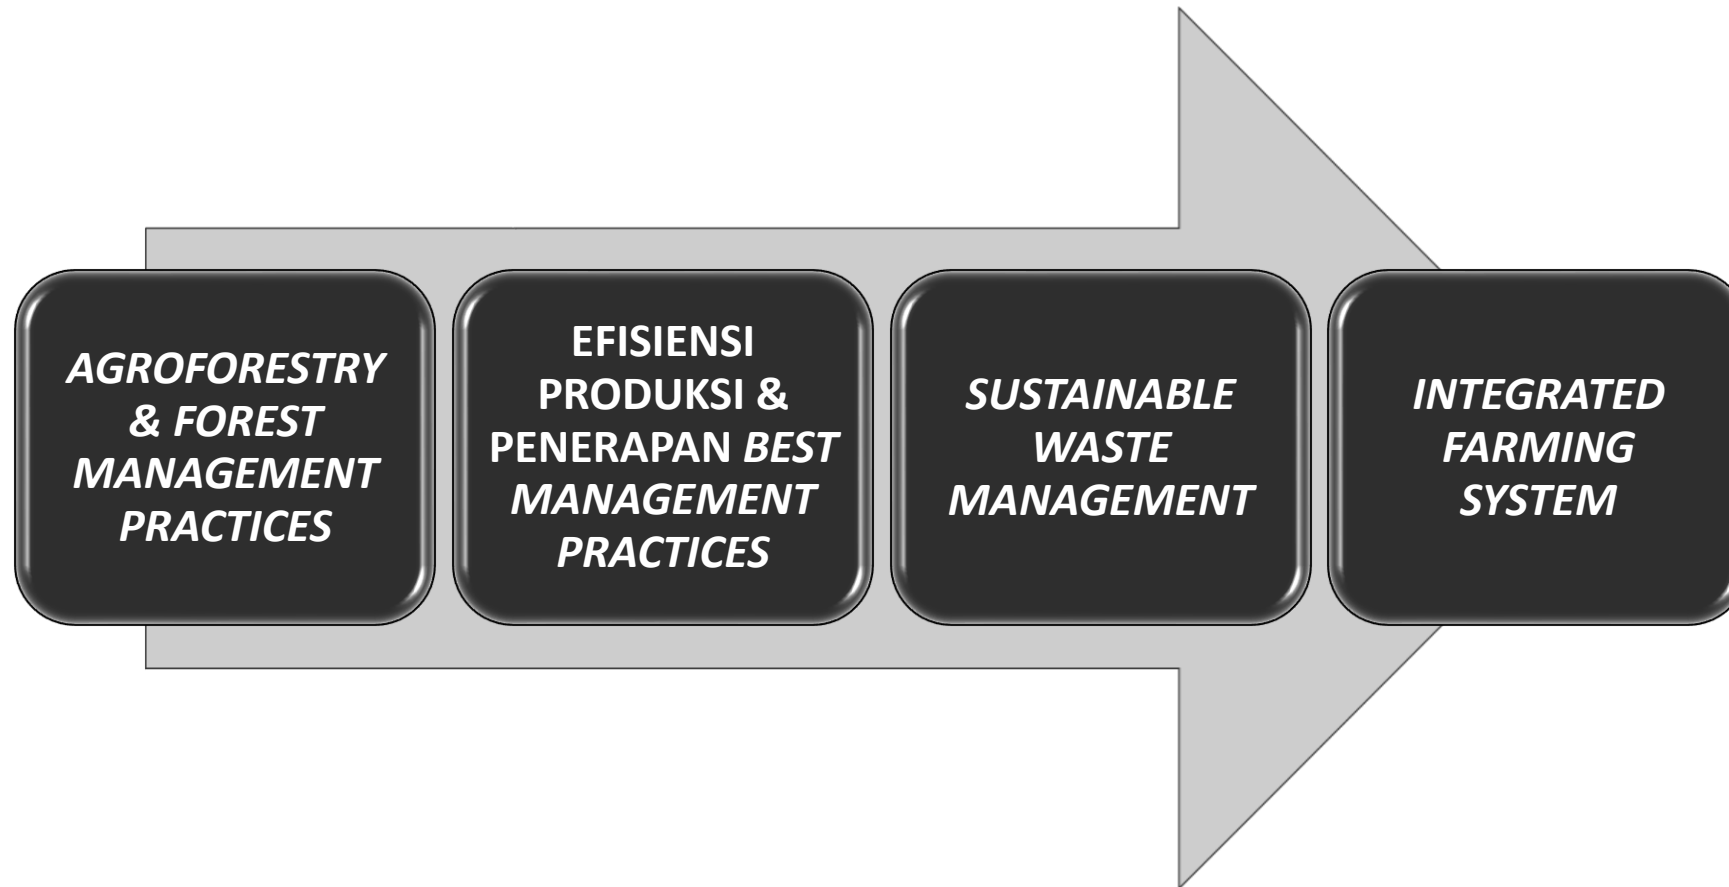 AGROFORESTRY
& FOREST
MANAGEMENT
PRACTICES
EFISIENSI
PRODUKSI &
PENERAPAN BEST
MANAGEMENT
PRACTICES
SUSTAINABLE
WASTE
MANAGEMENT
INTEGRATED
FARMING
SYSTEM